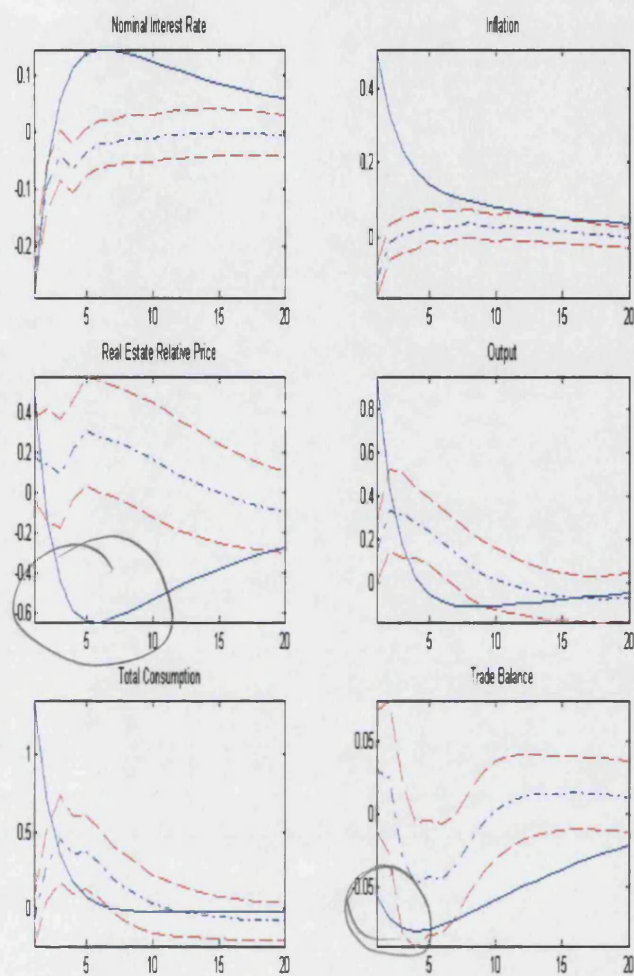 Nominal Interest Rate
0.1
0
-0.1
-0.2
5 10 15 20
Inflation
0.4
0.2
0
5 10 15 20
Real Estate Relative Price
0.4
0.2
0
-0.2
-0.4
-0.6
5 10 15 20
Output
0.8
0.6
0.4
0.2
0
5 10 15 20
Total Consumption
1
0.5
0
5 10 15 20
Trade Balance
0.05
0
-0.05
5 10 15 20